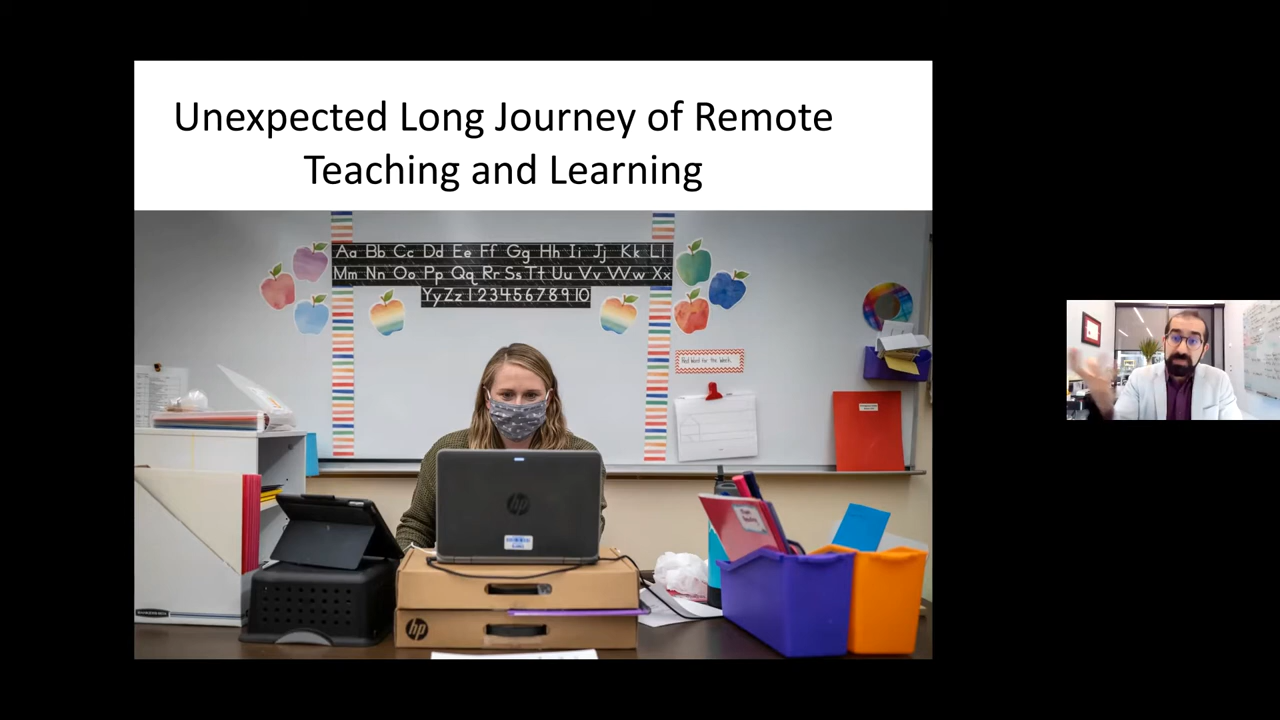 Unexpected Long Journey of Remote
Teaching and Learning
Aa Bb Cc Dd Ee Ff Gg Hh Ii Jj Kk Ll
Mm Nn Oo Pp Qq Rr Ss Tt Uu Vv Ww Xx
Yy Zz 1 2 3 4 5 6 7 8 9 10
hp
hp